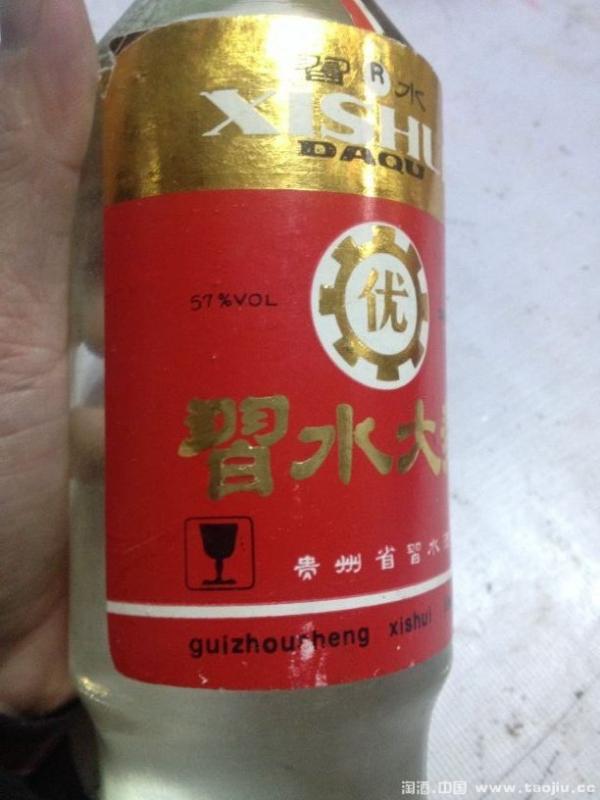 習 R 水
XISHU
DAQU
57%VOL
优
習水大
贵州省習水
guizhousheng xishui
淘酒.中国 www.taojiu.cc